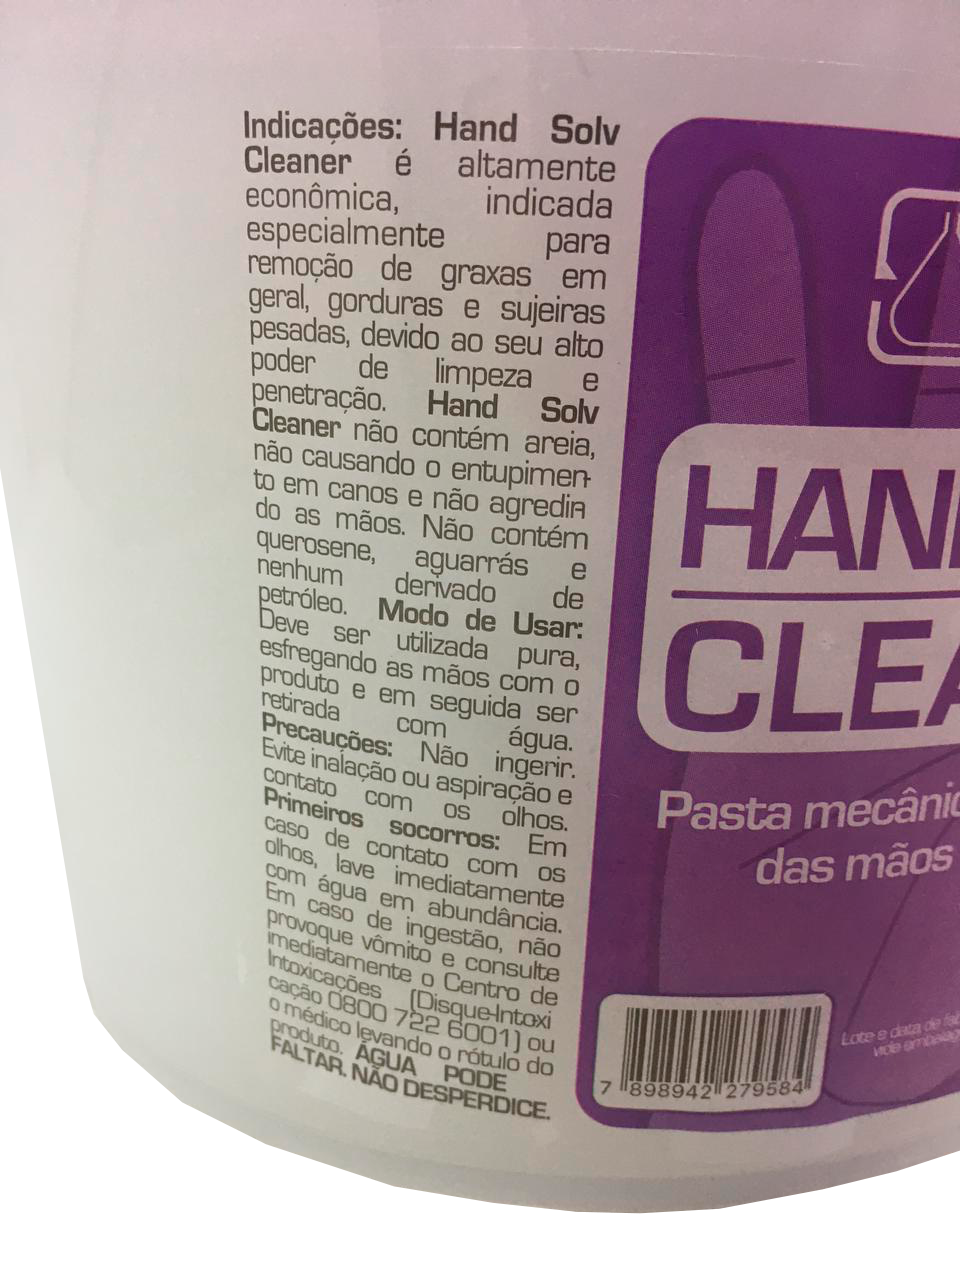 Indicações: Hand Solv
Cleaner é altamente
econômica, indicada
especialmente para
remoção de graxas em
geral, gorduras e sujeiras
pesadas, devido ao seu alto
poder de limpeza e
penetração. Hand Solv
Cleaner não contém areia,
não causando o entupimen-
to em canos e não agredin
do as mãos. Não contém
querosene, aguarrás e
nenhum derivado de
petróleo. Modo de Usar:
Deve ser utilizada pura,
esfregando as mãos com o
produto e em seguida ser
retirada com água.
Precauções: Não ingerir.
Evite inalação ou aspiração e
contato com os olhos.
Primeiros socorros: Em
caso de contato com os
olhos, lave imediatamente
com água em abundância.
Em caso de ingestão, não
provoque vômito e consulte
imediatamente o Centro de
Intoxicações (Disque-Intoxi
cação 0800 722 6001) ou
o médico levando o rótulo do
produto. ÁGUA PODE
FALTAR. NÃO DESPERDICE.
HAN
CLEA
Pasta mecânic
das mãos
Lote e data de fab
vide embalag
7 898942 279584